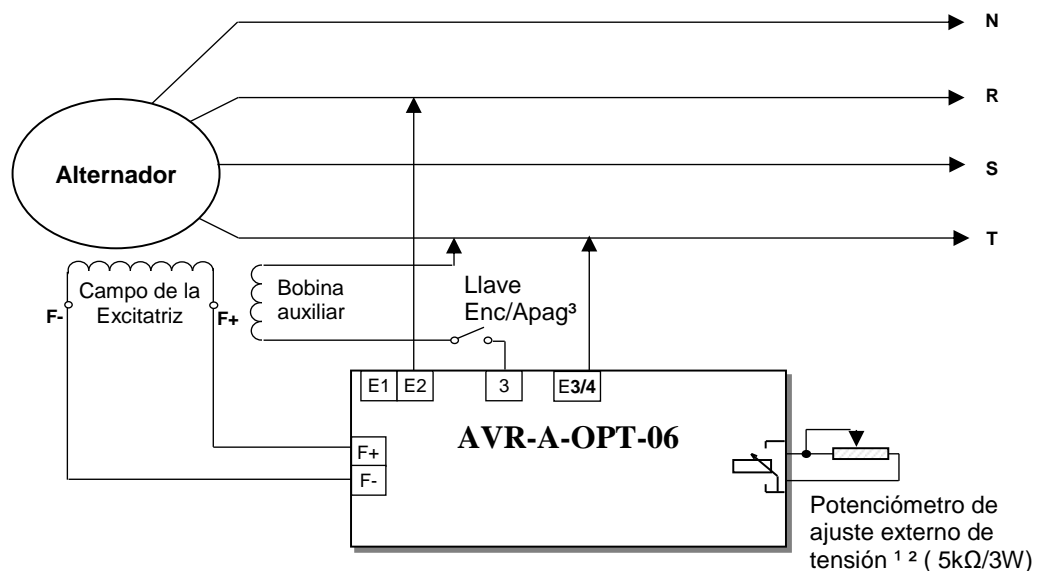 N
R
Alternador
S
T
Campo de la
Excitatriz
F-
F+
Bobina
auxiliar
Llave
Enc/Apag³
E1
E2
3
E3/4
AVR-A-OPT-06
F+
F-
Potenciómetro de
ajuste externo de
tensión ¹ ² ( 5kΩ/3W)